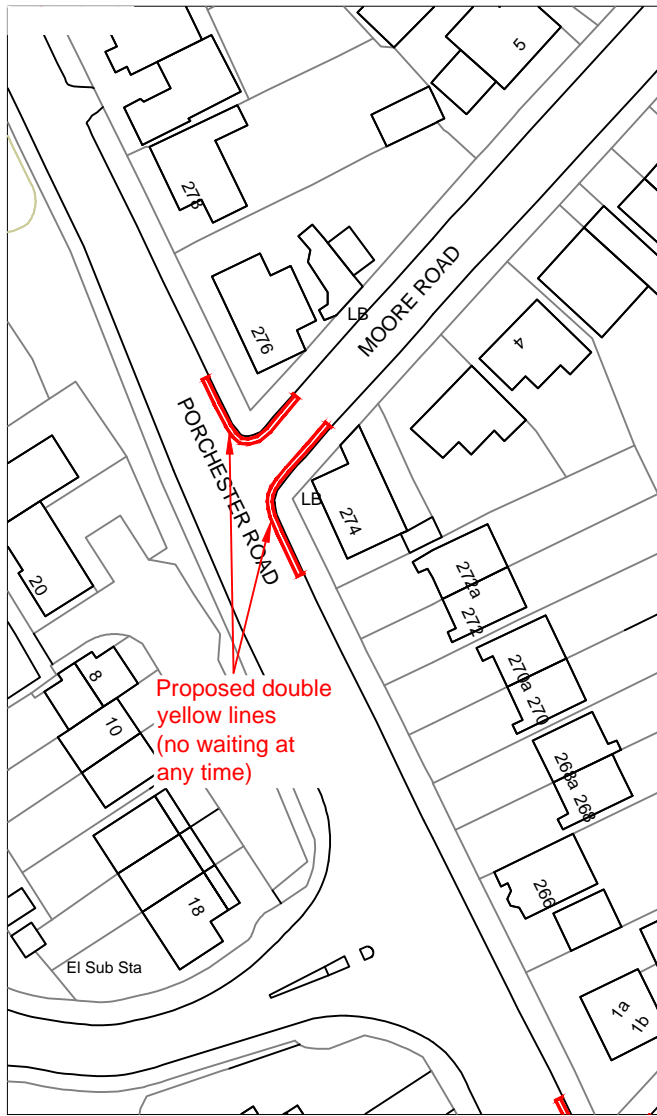 5
278
LB
MOORE ROAD
276
4
PORCHESTER ROAD
LB
274
20
272a
272
8
270a
270
Proposed double
yellow lines
(no waiting at
any time)
10
268a
268
266
18
El Sub Sta
1a
1b